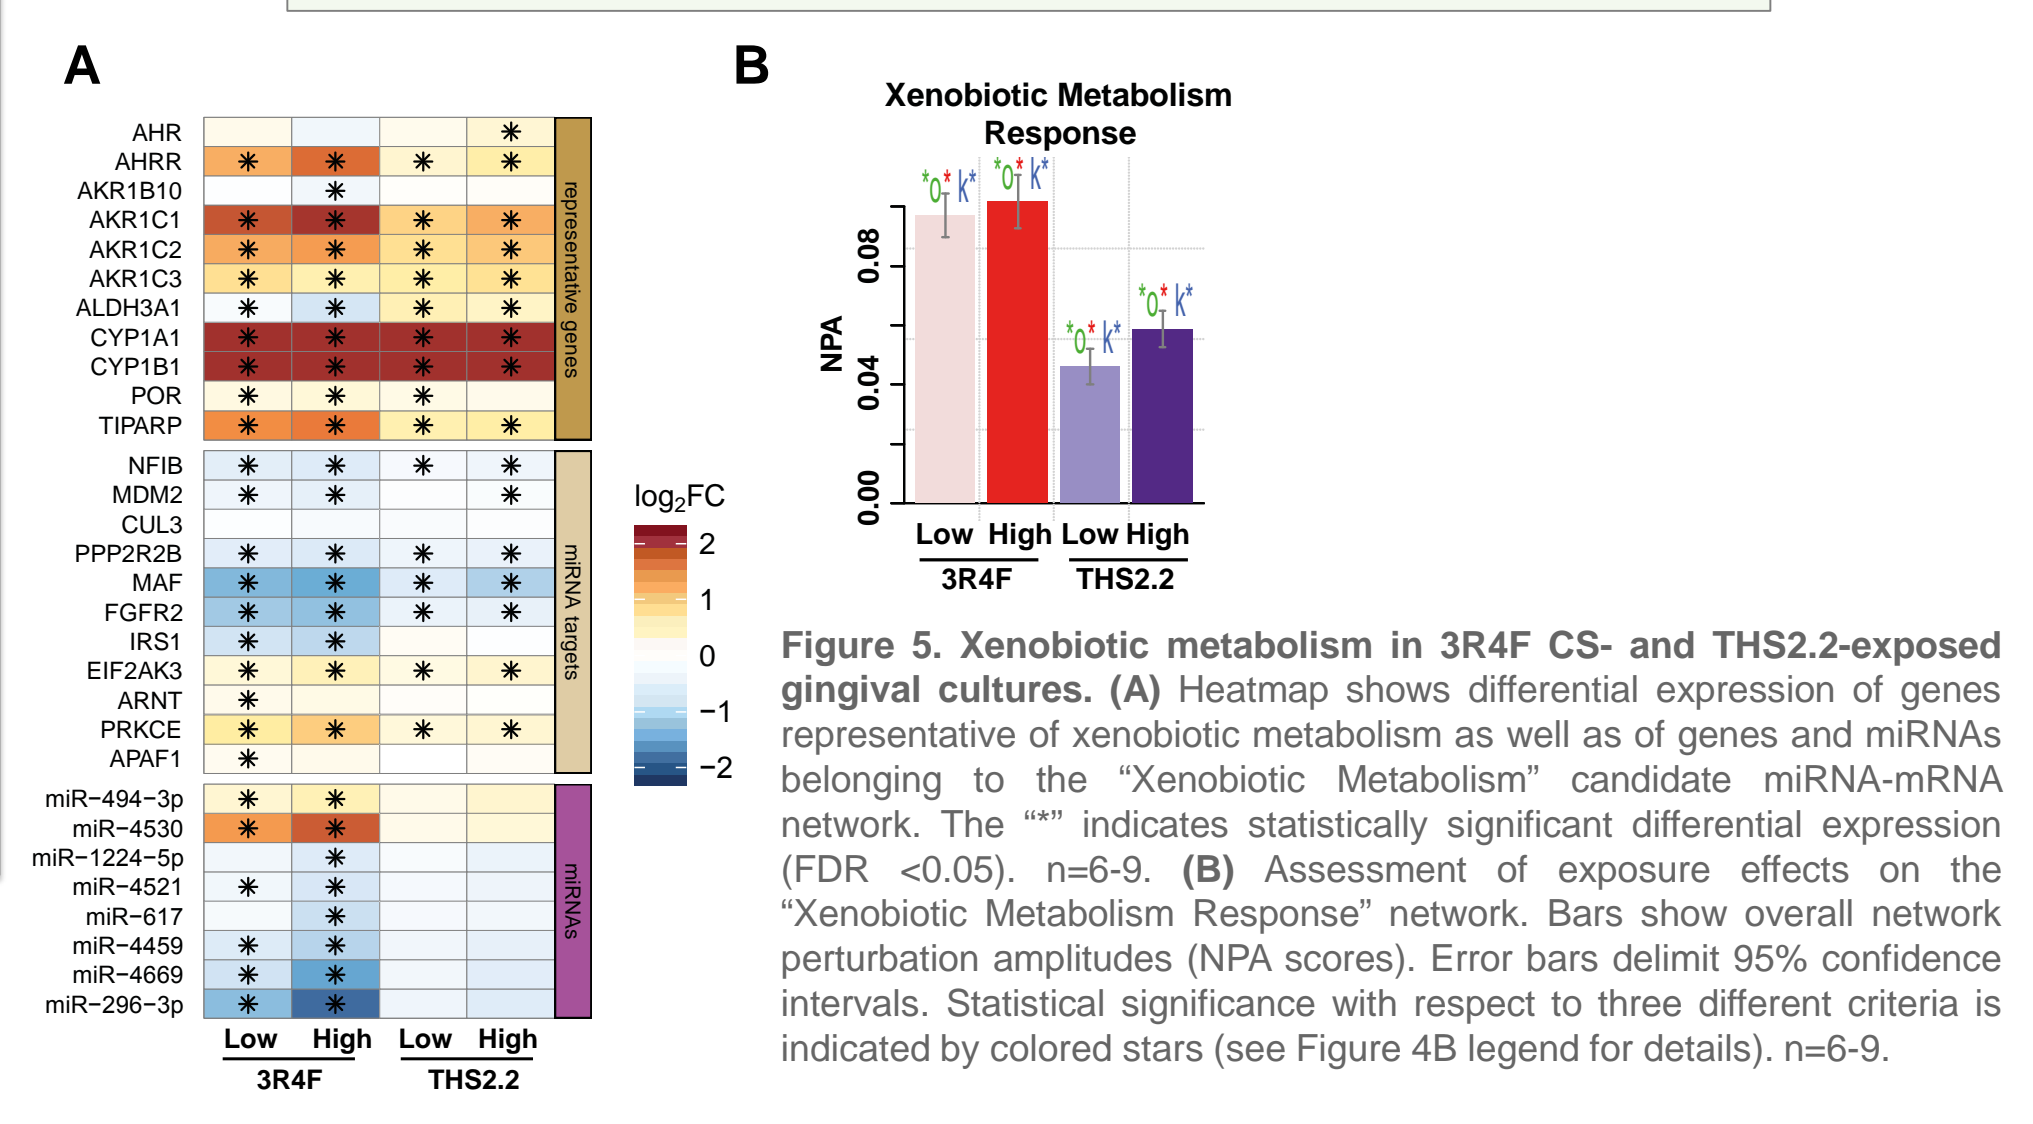 A
AHR
AHRR
AKR1B10
AKR1C1
AKR1C2
AKR1C3
ALDH3A1
CYP1A1
CYP1B1
POR
TIPARP
representative genes
NFIB
MDM2
CUL3
PPP2R2B
MAF
FGFR2
IRS1
EIF2AK3
ARNT
PRKCE
APAF1
miRNA targets
miR−494−3p
miR−4530
miR−1224−5p
miR−4521
miR−617
miR−4459
miR−4669
miR−296−3p
miRNAs
Low High Low High
3R4F THS2.2
log₂FC
2
1
0
−1
−2
B
Xenobiotic Metabolism
Response
*o* k* *o* k* *o* k* *o* k*
NPA
0.08
0.04
0.00
Low High Low High
3R4F THS2.2
Figure 5. Xenobiotic metabolism in 3R4F CS- and THS2.2-exposed
gingival cultures. (A) Heatmap shows differential expression of genes
representative of xenobiotic metabolism as well as of genes and miRNAs
belonging to the “Xenobiotic Metabolism” candidate miRNA-mRNA
network. The “*” indicates statistically significant differential expression
(FDR <0.05). n=6-9. (B) Assessment of exposure effects on the
“Xenobiotic Metabolism Response” network. Bars show overall network
perturbation amplitudes (NPA scores). Error bars delimit 95% confidence
intervals. Statistical significance with respect to three different criteria is
indicated by colored stars (see Figure 4B legend for details). n=6-9.